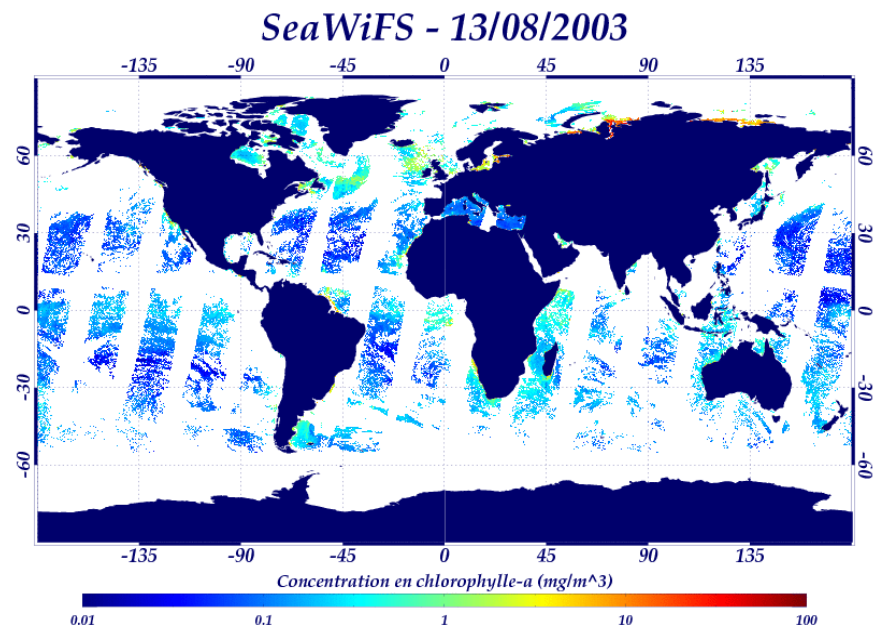 SeaWiFS - 13/08/2003
-135 -90 -45 0 45 90 135
60 60
30 30
0 0
-30 -30
-60 -60
-135 -90 -45 0 45 90 135
Concentration en chlorophylle-a (mg/m^3)
0.01 0.1 1 10 100